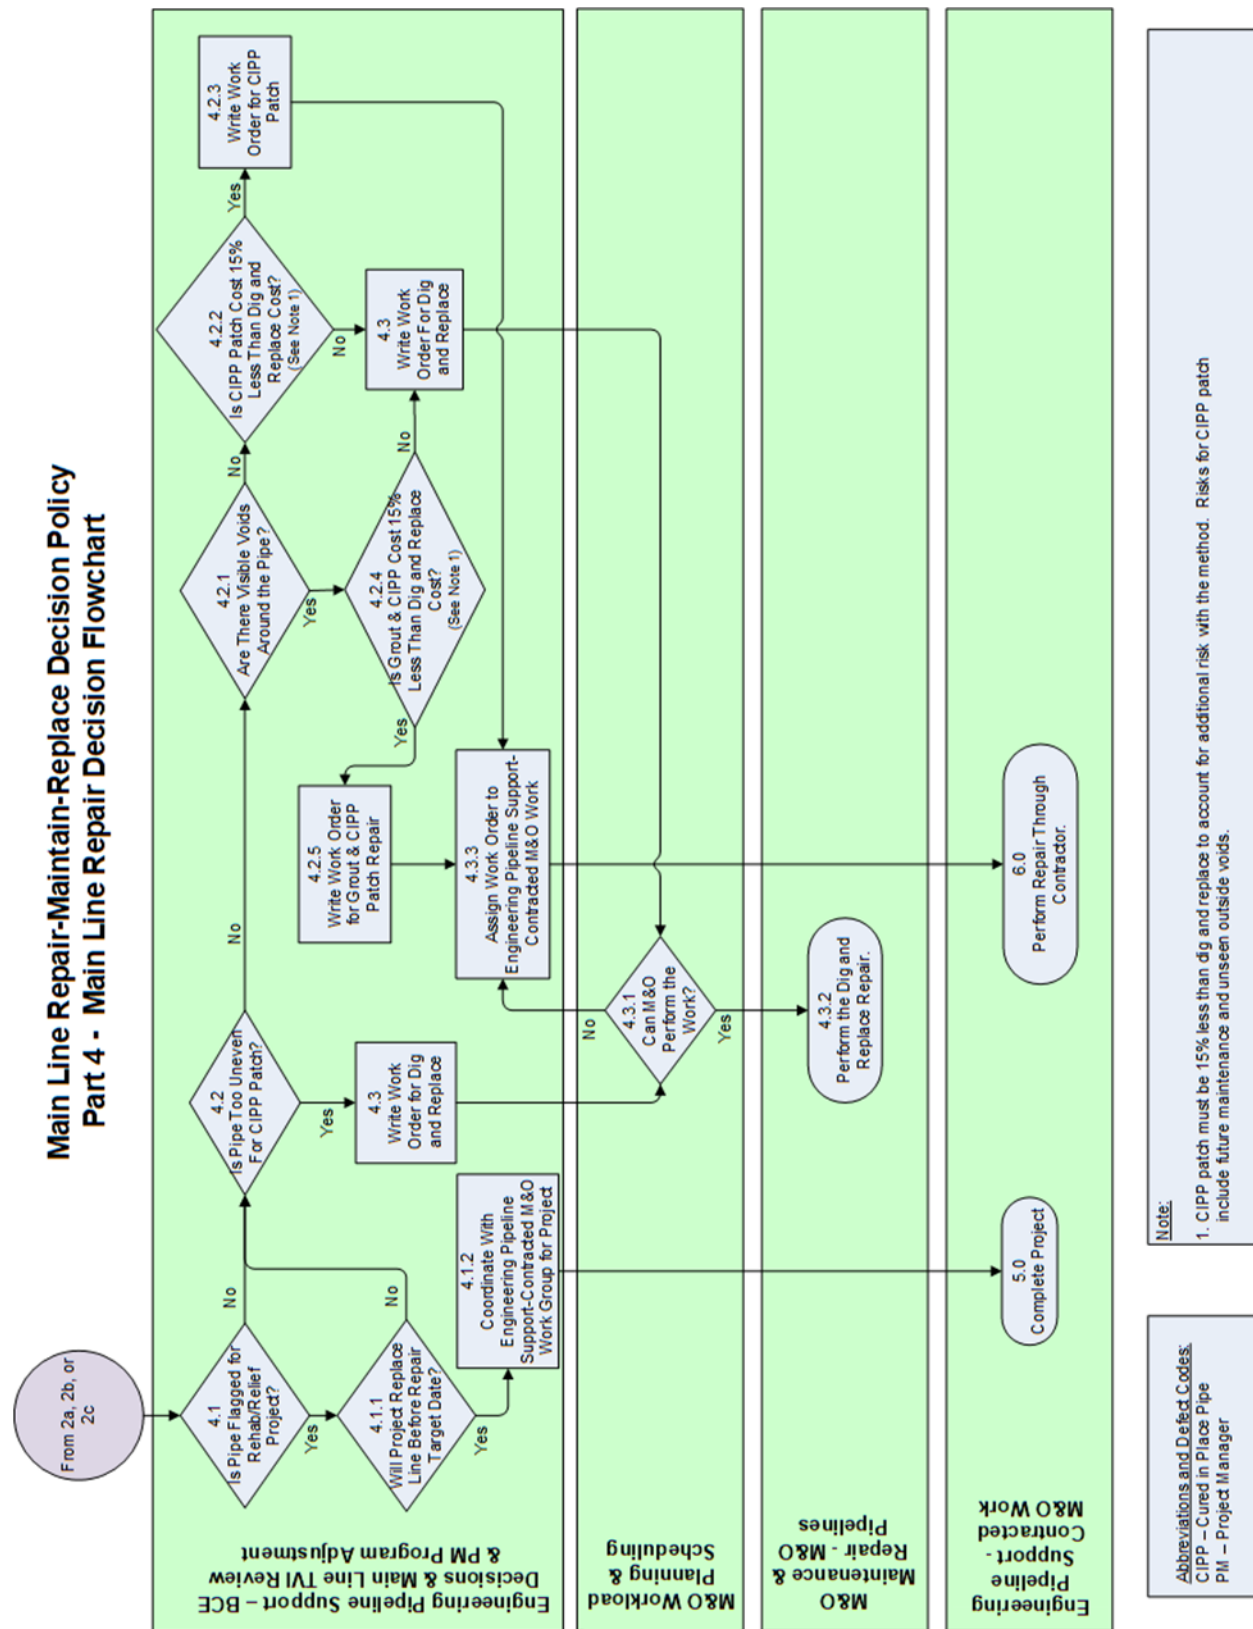 Main Line Repair-Maintain-Replace Decision Policy
Part 4 - Main Line Repair Decision Flowchart
From 2a, 2b, or
2c
Engineering Pipeline Support – BCE
Decisions & Main Line TVI Review
& PM Program Adjustment
4.1
Is Pipe Flagged for
Rehab/Relief
Project?
No
Yes
4.1.1
Will Project Replace
Line Before Repair
Target Date?
No
Yes
4.1.2
Coordinate With
Engineering Pipeline
Support-Contracted M&O
Work Group for Project
4.2
Is Pipe Too Uneven
For CIPP Patch?
No
Yes
4.3
Write Work
Order for Dig
and Replace
4.2.1
Are There Visible Voids
Around the Pipe?
No
Yes
4.2.2
Is CIPP Patch Cost 15%
Less Than Dig and
Replace Cost?
(See Note 1)
Yes
No
4.2.3
Write Work
Order for CIPP
Patch
4.3
Write Work
Order For Dig
and Replace
4.2.4
Is Grout & CIPP Cost 15%
Less Than Dig and Replace
Cost?
(See Note 1)
No
Yes
4.2.5
Write Work Order
for Grout & CIPP
Patch Repair
4.3.3
Assign Work Order to
Engineering Pipeline Support-
Contracted M&O Work
M&O Workload
Planning &
Scheduling
4.3.1
Can M&O
Perform the
Work?
No
Yes
M&O
Maintenance &
Repair - M&O
Pipelines
4.3.2
Perform the Dig and
Replace Repair.
Engineering
Pipeline
Support -
Contracted
M&O Work
5.0
Complete Project
6.0
Perform Repair Through
Contractor.
Abbreviations and Defect Codes:
CIPP – Cured in Place Pipe
PM – Project Manager
Note:
1. CIPP patch must be 15% less than dig and replace to account for additional risk with the method. Risks for CIPP patch
include future maintenance and unseen outside voids.